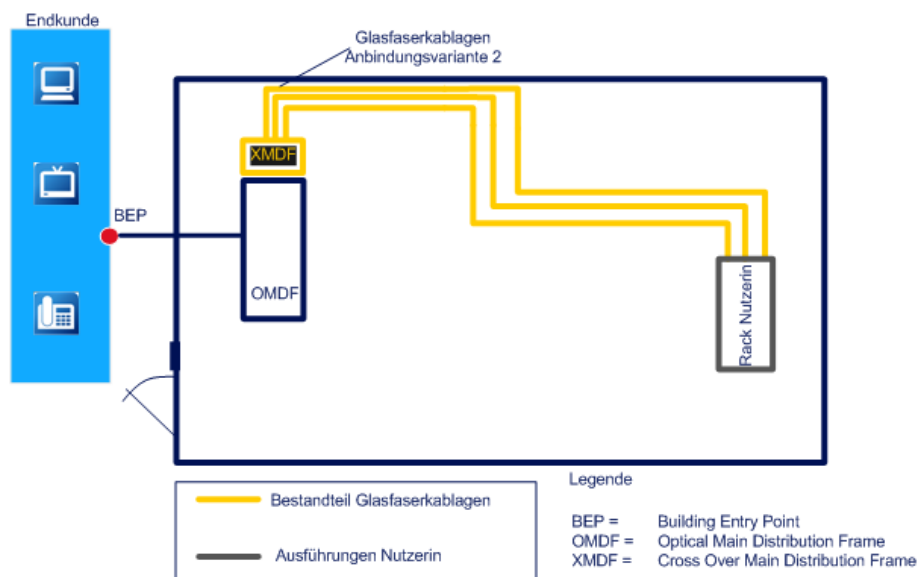 Endkunde
Glasfaserkablagen
Anbindungsvariante 2
XMDF
BEP
OMDF
Rack Nutzerin
Legende
Bestandteil Glasfaserkablagen
Ausführungen Nutzerin
BEP = Building Entry Point
OMDF = Optical Main Distribution Frame
XMDF = Cross Over Main Distribution Frame